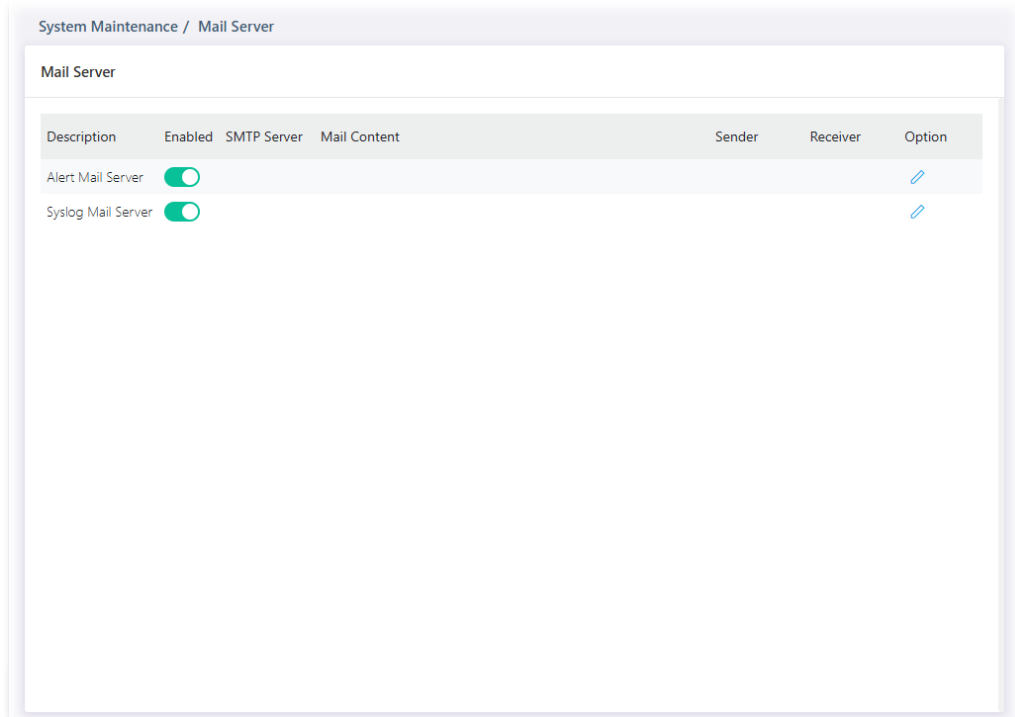 System Maintenance / Mail Server
Mail Server
Description Enabled SMTP Server Mail Content Sender Receiver Option
Alert Mail Server
Syslog Mail Server